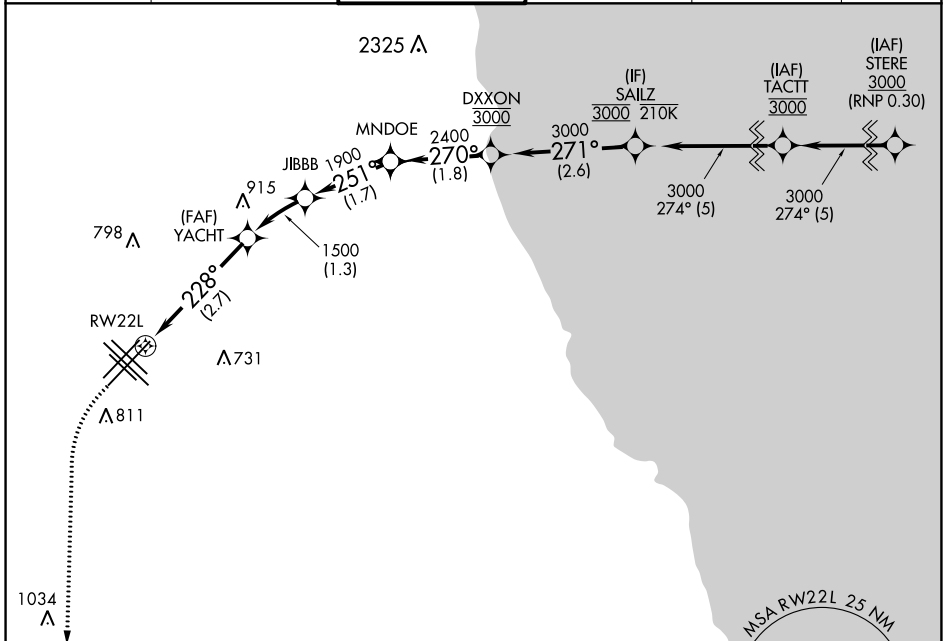 2325
(IAF)
STERE
3000
(RNP 0.30)
(IAF)
TACTT
3000
(IF)
SAILZ
3000 210K
DXXON
3000
MNDOE
JIBBB
1900
251°
(1.7)
2400
270°
(1.8)
3000
271°
(2.6)
3000
274° (5)
3000
274° (5)
915
(FAF)
YACHT
798
1500
(1.3)
228°
(2.7)
RW22L
731
811
1034
MSA RW22L 25 NM